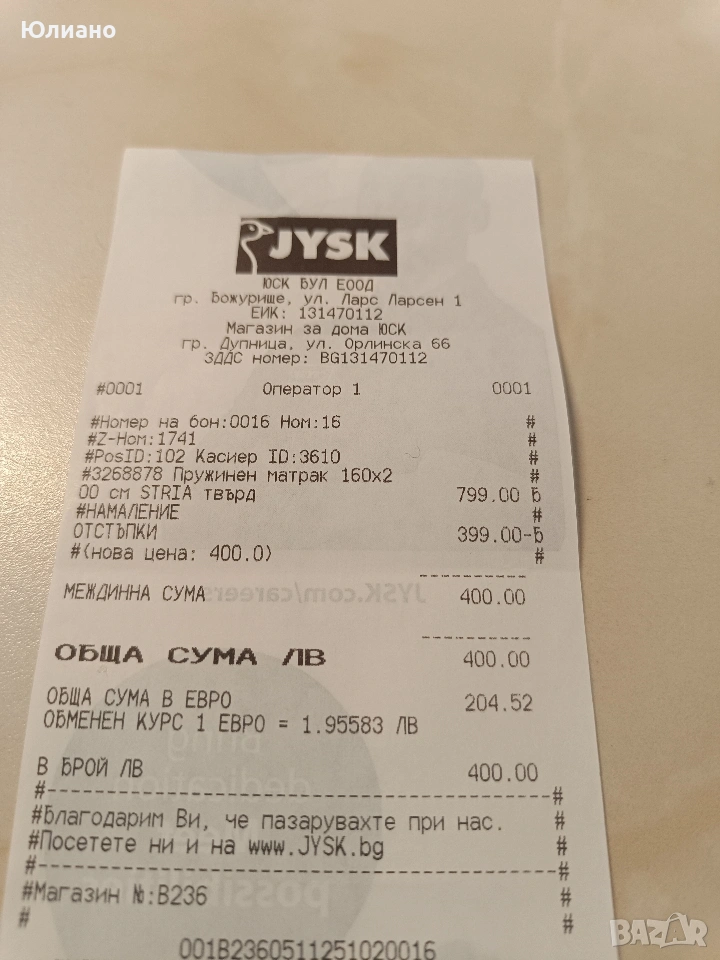 Юлиано
JYSK
ЮСК БУЛ ЕООД
гр. Божурище, ул. Ларс Ларсен 1
ЕИК: 131470112
Магазин за дома ЮСК
гр. Дупница, ул. Орлинска 66
ЗДДС номер: BG131470112
#0001 Оператор 1 0001
#Номер на бон:0016 Ном:16 #
#Z-Ном:1741 #
#PosID:102 Касиер ID:3610 #
#3268878 Пружинен матрак 160x2 #
00 см STRIA твърд 799.00 Б
#НАМАЛЕНИЕ #
ОТСТЪПКИ 399.00-Б
#(нова цена: 400.0) #
JYSK.com/careers
МЕЖДИННА СУМА 400.00
ОБЩА СУМА ЛВ 400.00
ОБЩА СУМА В ЕВРО 204.52
ОБМЕНЕН КУРС 1 ЕВРО = 1.95583 ЛВ
В БРОЙ ЛВ 400.00
#--------------------------------------#
#Благодарим Ви, че пазарувахте при нас. #
#Посетете ни и на www.JYSK.bg #
#--------------------------------------#
#Магазин №:B236 #
# #
001B2360511251020016
BAZAR